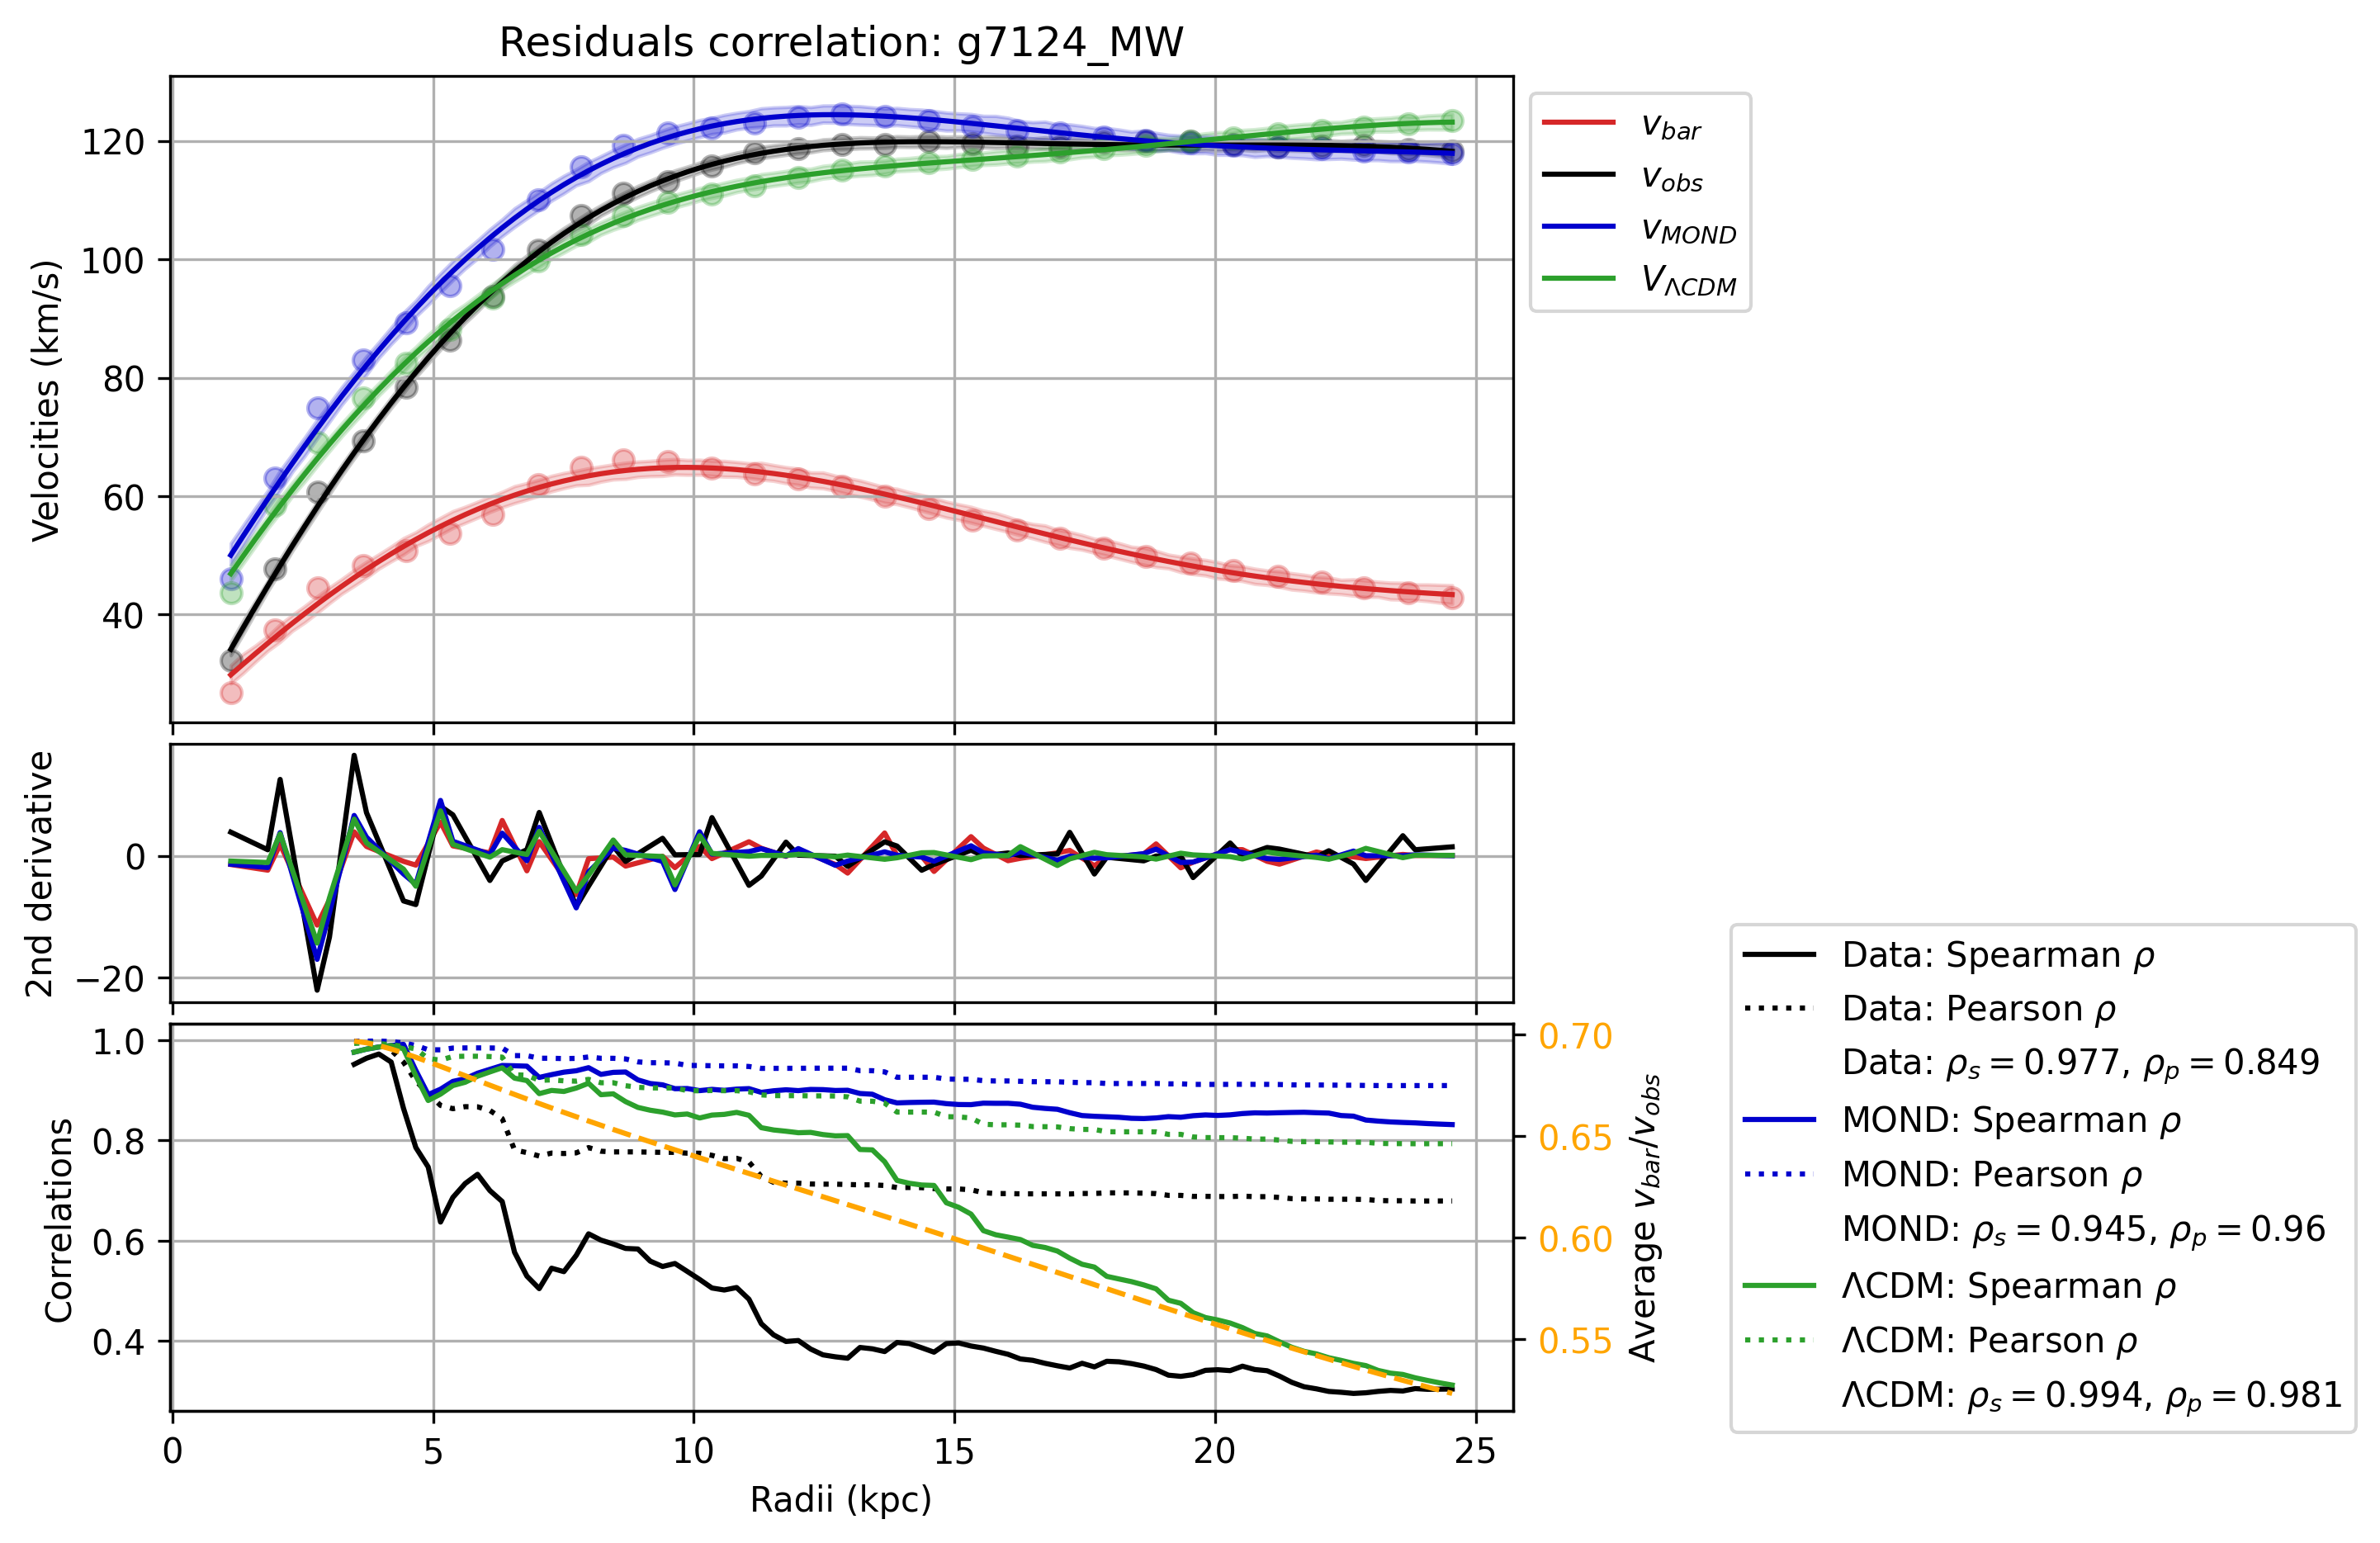 Residuals correlation: g7124_MW
120
100
80
60
40
Velocities (km/s)
v_bar
v_obs
v_MOND
V_ΛCDM
0
−20
2nd derivative
1.0
0.8
0.6
0.4
Correlations
0.70
0.65
0.60
0.55
Average v_bar/v_obs
0 5 10 15 20 25
Radii (kpc)
Data: Spearman ρ
Data: Pearson ρ
Data: ρ_s = 0.977, ρ_p = 0.849
MOND: Spearman ρ
MOND: Pearson ρ
MOND: ρ_s = 0.945, ρ_p = 0.96
ΛCDM: Spearman ρ
ΛCDM: Pearson ρ
ΛCDM: ρ_s = 0.994, ρ_p = 0.981